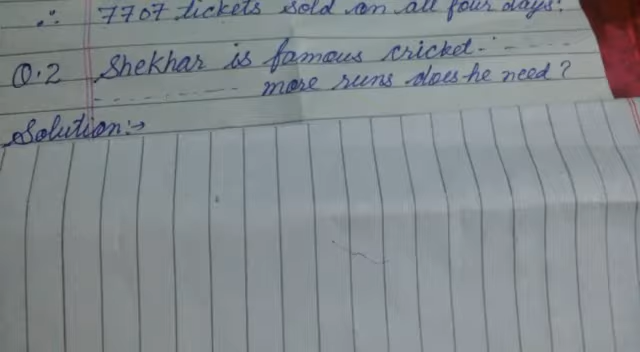 ∴ 7707 tickets sold on all four days.
Q.2 Shekhar is famous cricket - - - - -
- - - - - - - - more runs does he need?
Solution:→